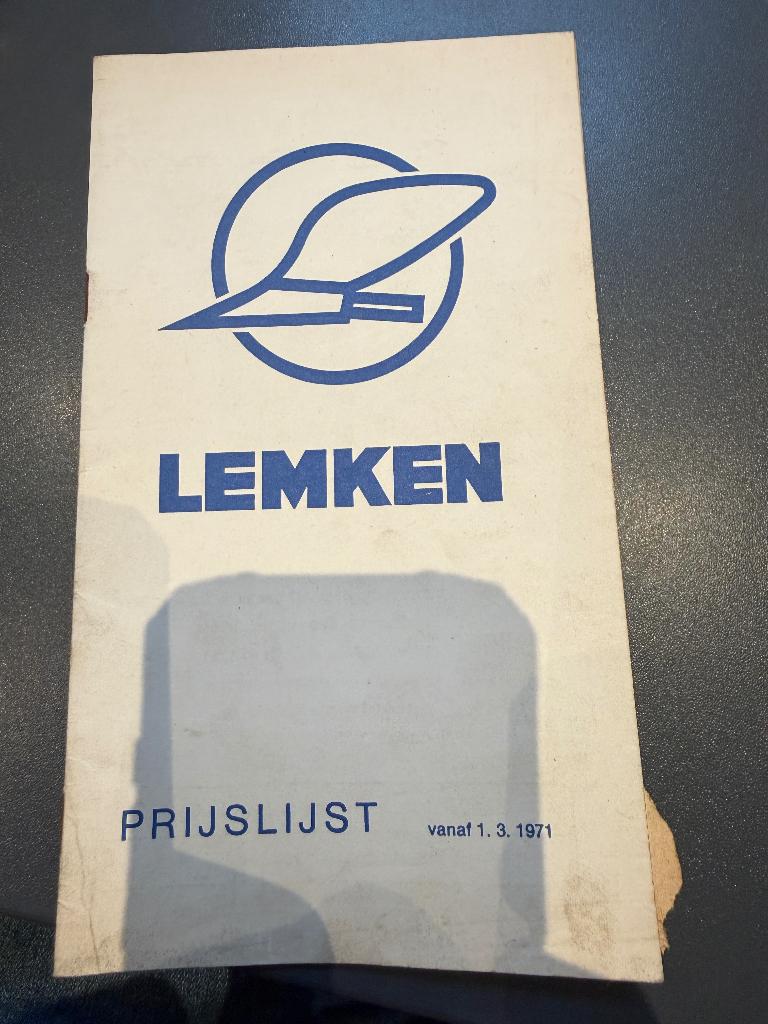 LEMKEN
PRIJSLIJST vanaf 1. 3. 1971